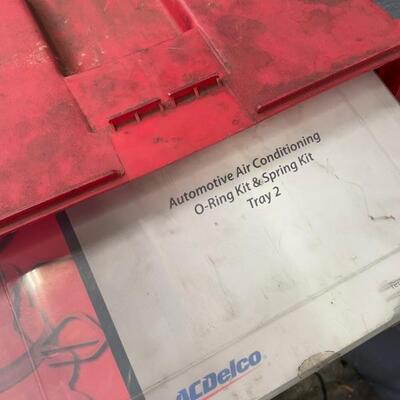 Automotive Air Conditioning
O-Ring Kit & Spring Kit
Tray 2
ACDelco